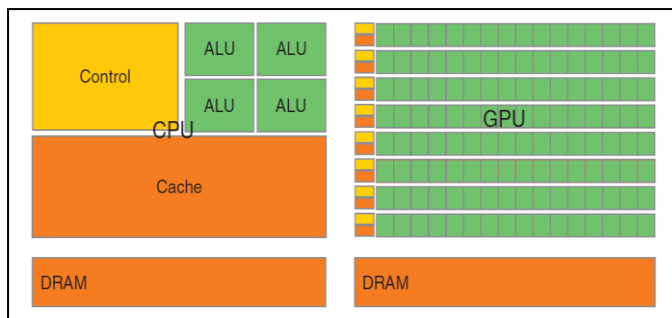 Control
ALU ALU
ALU ALU
CPU
Cache
DRAM
GPU
DRAM